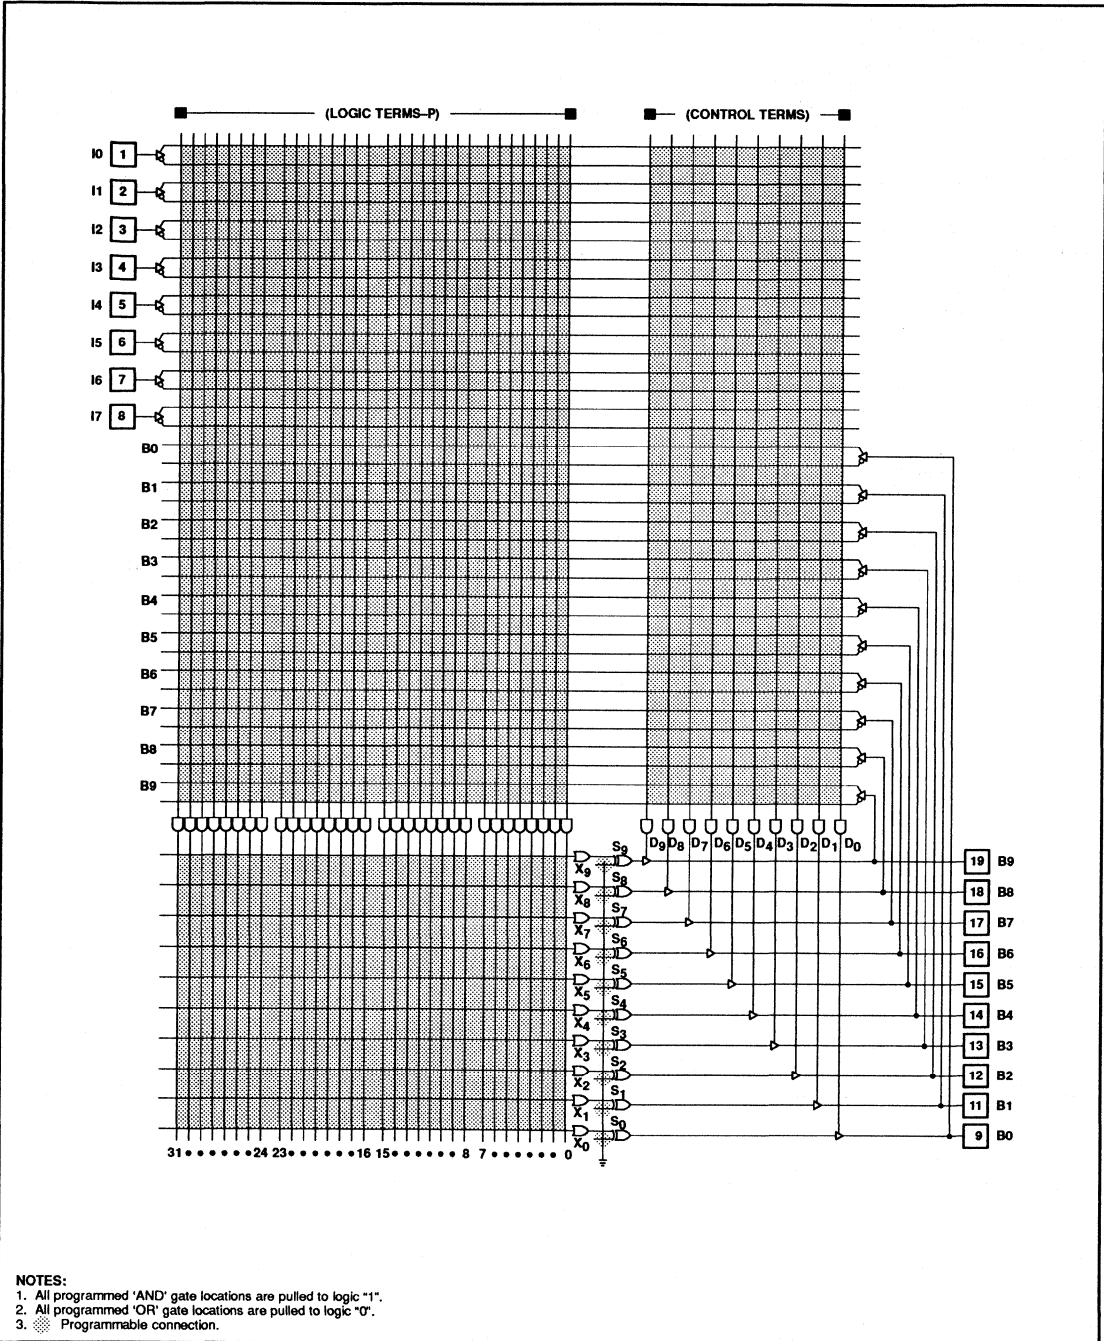 (LOGIC TERMS–P) (CONTROL TERMS)
I0 1
I1 2
I2 3
I3 4
I4 5
I5 6
I6 7
I7 8
B0
B1
B2
B3
B4
B5
B6
B7
B8
B9
D9 D8 D7 D6 D5 D4 D3 D2 D1 D0
X9 S9 19 B9
X8 S8 18 B8
X7 S7 17 B7
X6 S6 16 B6
X5 S5 15 B5
X4 S4 14 B4
X3 S3 13 B3
X2 S2 12 B2
X1 S1 11 B1
X0 S0 9 B0
31 24 23 16 15 8 7 0
NOTES:
1. All programmed 'AND' gate locations are pulled to logic "1".
2. All programmed 'OR' gate locations are pulled to logic "0".
3. Programmable connection.